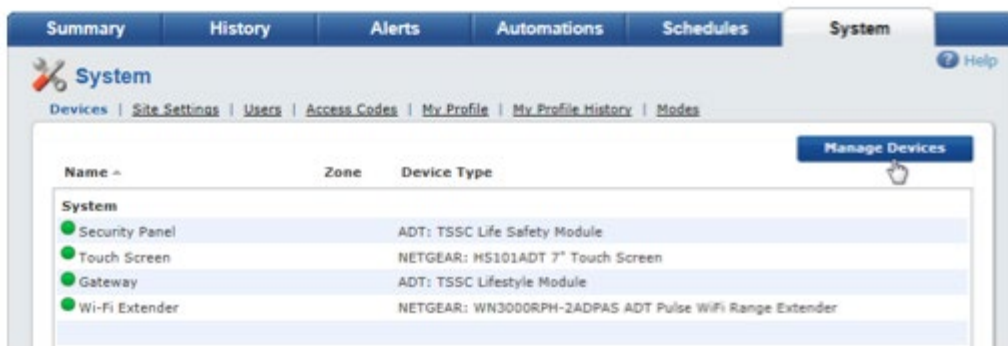 Summary History Alerts Automations Schedules System
Help
System
Devices | Site Settings | Users | Access Codes | My Profile | My Profile History | Modes
Manage Devices
Name Zone Device Type
System
Security Panel ADT: TSSC Life Safety Module
Touch Screen NETGEAR: HS101ADT 7" Touch Screen
Gateway ADT: TSSC Lifestyle Module
Wi-Fi Extender NETGEAR: WN3000RPH-2ADPAS ADT Pulse WiFi Range Extender